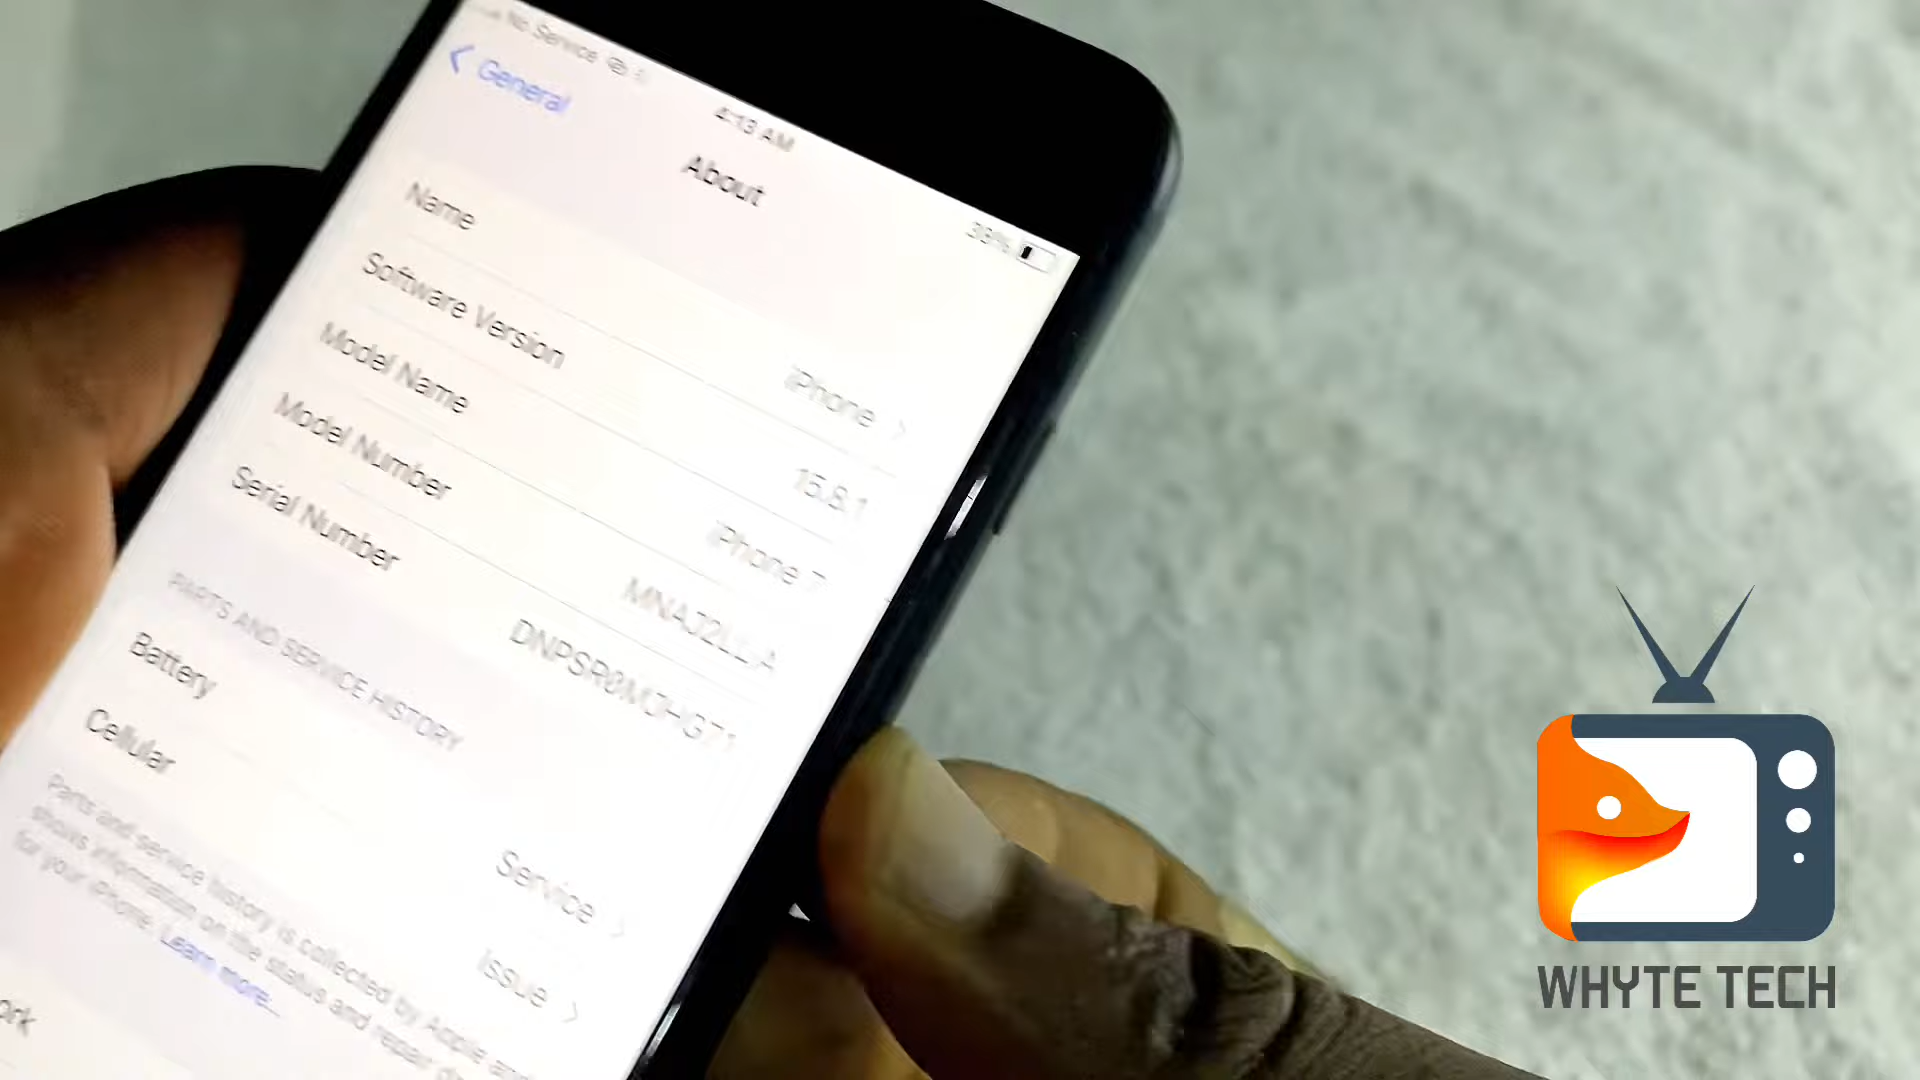 No Service
General
4:13 AM
About
Name
iPhone
Software Version
15.8.1
Model Name
iPhone 7
Model Number
Serial Number
PARTS AND SERVICE HISTORY
Battery
Service
Cellular
Issue
Parts and service history is collected by Apple and
shows information on the status and repair
for your iPhone. Learn more...
WHYTE TECH